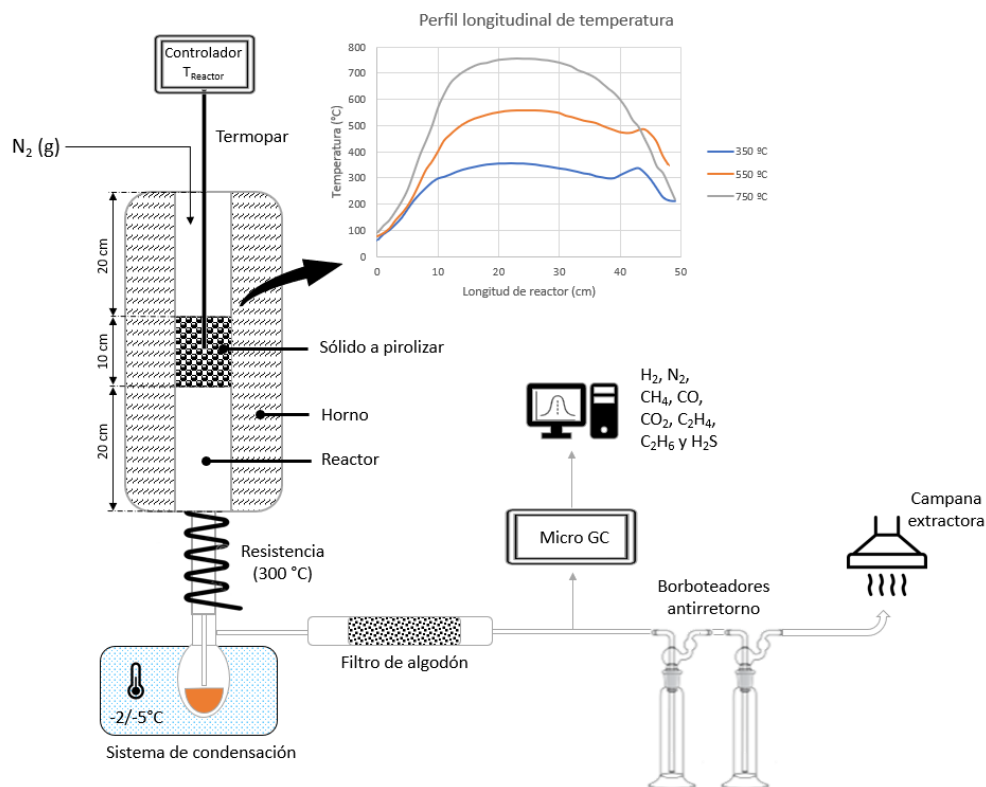 Perfil longitudinal de temperatura
Controlador
T_Reactor
Termopar
N₂ (g)
800
700
600
500
400
300
200
100
0
Temperatura (°C)
0
10
20
30
40
50
Longitud de reactor (cm)
350 ºC
550 ºC
750 ºC
20 cm
10 cm
20 cm
Sólido a pirolizar
Horno
Reactor
H₂, N₂,
CH₄, CO,
CO₂, C₂H₄,
C₂H₆ y H₂S
Micro GC
Campana
extractora
Resistencia
(300 °C)
Borboteadores
antirretorno
Filtro de algodón
-2/-5°C
Sistema de condensación